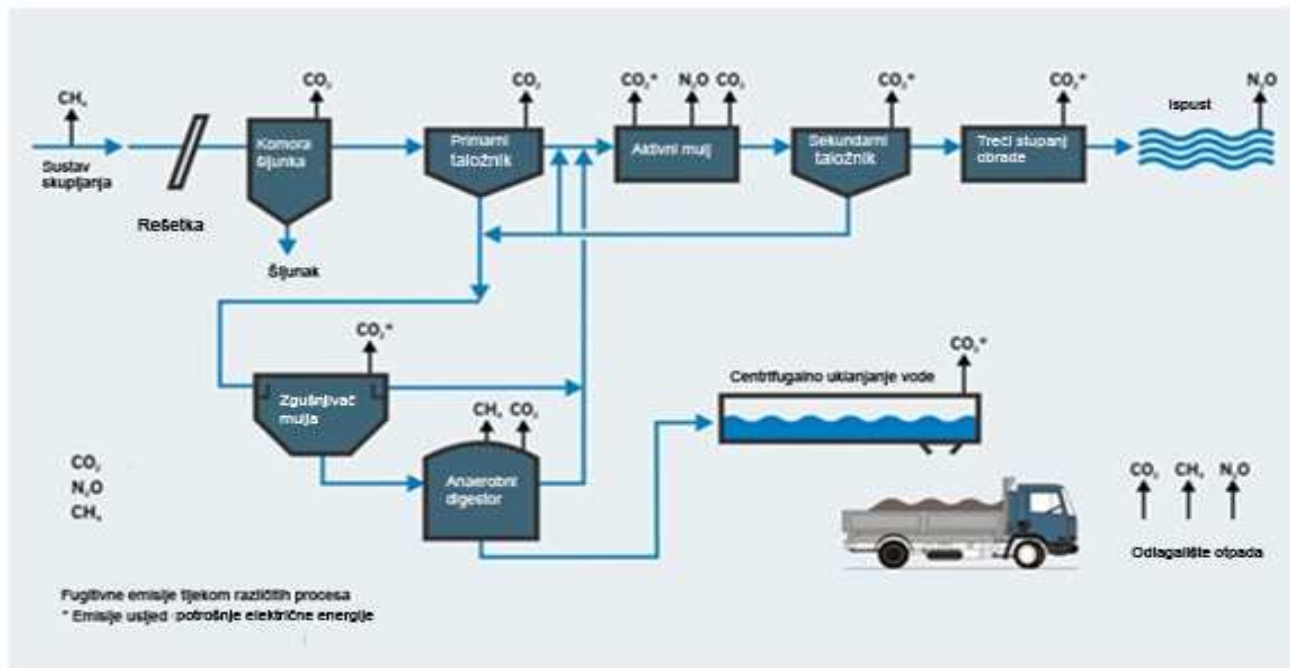 CH₄
CO₂
CO₂
CO₂*
N₂O
CO₂
CO₂*
CO₂*
N₂O
Ispust
Sustav
skupljanja
Rešetka
Komora
šljunka
Primarni
taložnik
Aktivni mulj
Sekundarni
taložnik
Treći stupanj
obrade
Šljunak
CO₂*
Zgušnjivač
mulja
CH₄
CO₂
Anaerobni
digestor
Centrifugalno uklanjanje vode
CO₂*
CO₂
N₂O
CH₄
CO₂
CH₄
N₂O
Odlagalište otpada
Fugitivne emisije tijekom različitih procesa
* Emisije usljed potrošnje električne energije